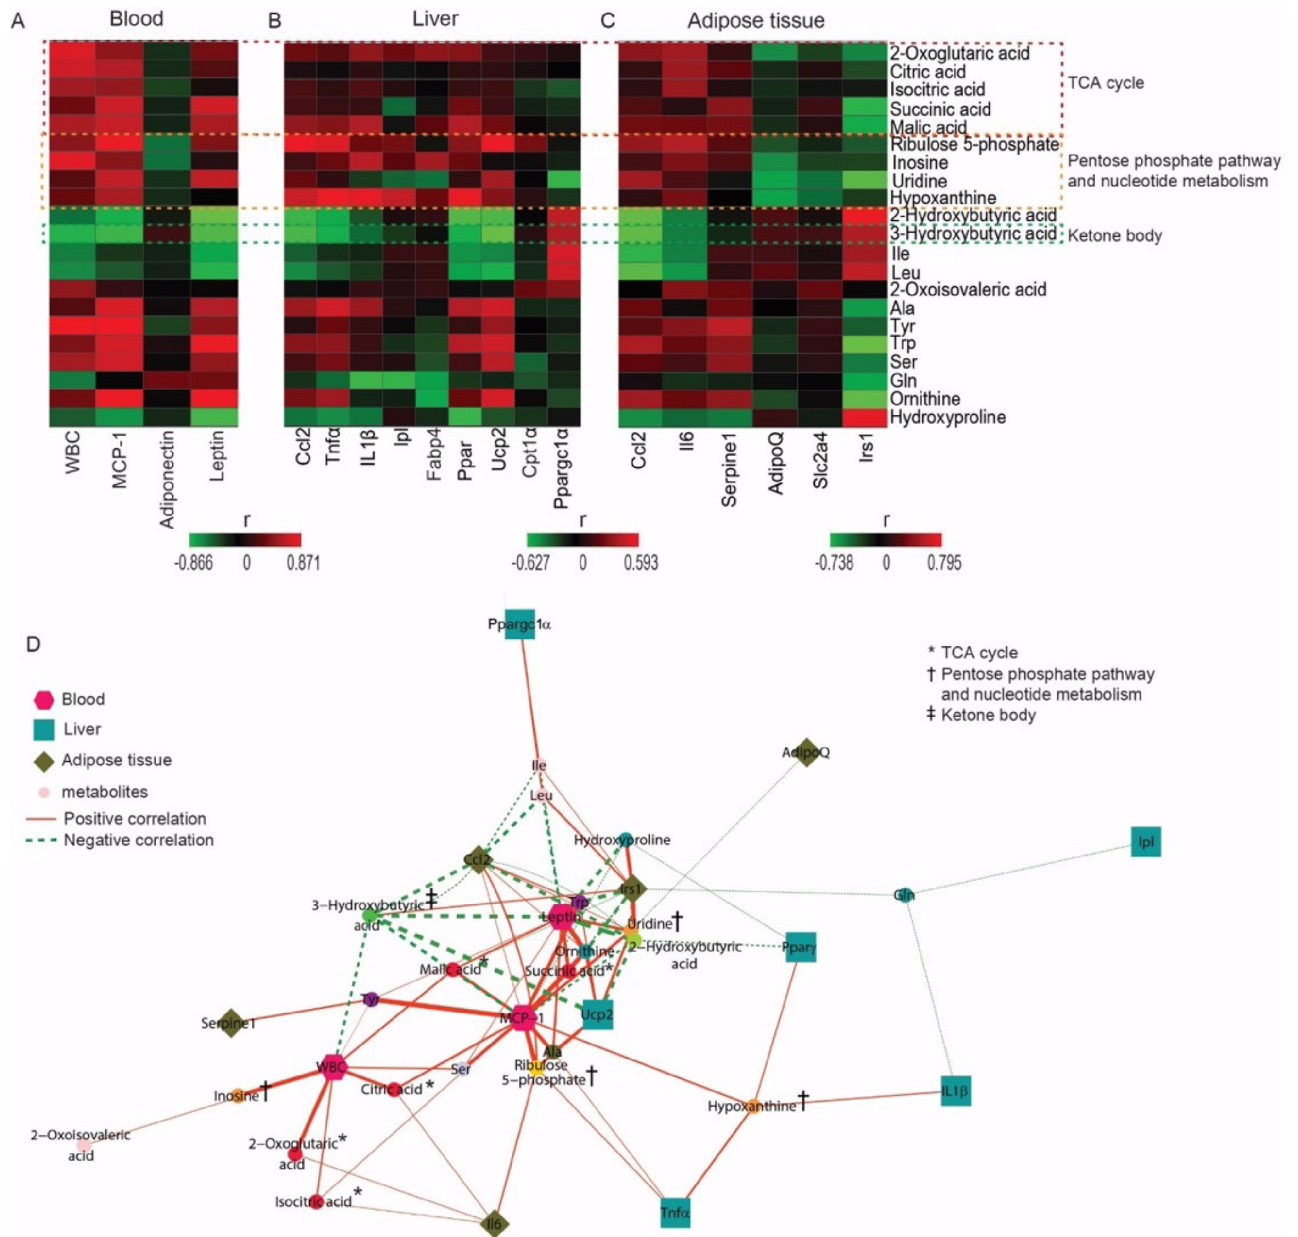 A Blood B Liver C Adipose tissue
2-Oxoglutaric acid
Citric acid
Isocitric acid
Succinic acid
Malic acid
Ribulose 5-phosphate
Inosine
Uridine
Hypoxanthine
2-Hydroxybutyric acid
3-Hydroxybutyric acid
Ile
Leu
2-Oxoisovaleric acid
Ala
Tyr
Trp
Ser
Gln
Ornithine
Hydroxyproline
TCA cycle
Pentose phosphate pathway
and nucleotide metabolism
Ketone body
WBC MCP-1 Adiponectin Leptin
Ccl2 Tnfα IL1β lpl Fabp4 Ppar Ucp2 Cpt1α Ppargc1α
Ccl2 Il6 Serpine1 AdipoQ Slc2a4 Irs1
r
-0.866 0 0.871
r
-0.627 0 0.593
r
-0.738 0 0.795
D
Blood
Liver
Adipose tissue
metabolites
Positive correlation
Negative correlation
* TCA cycle
† Pentose phosphate pathway
and nucleotide metabolism
‡ Ketone body
Ppargc1α
AdipoQ
Ile
Leu
Hydroxyproline
lpl
Ccl2
Irs1
Gln
3-Hydroxybutyric‡
acid
Trp
Leptin
Uridine†
2-Hydroxybutyric
acid
Pparγ
Ornithine
Malic acid*
Succinic acid*
Tyr
Serpine1
MCP-1
Ucp2
Ala
WBC
Ser
Ribulose
5-phosphate†
Inosine†
Citric acid*
Hypoxanthine†
IL1β
2-Oxoisovaleric
acid
2-Oxoglutaric*
acid
Isocitric acid*
Il6
Tnfα